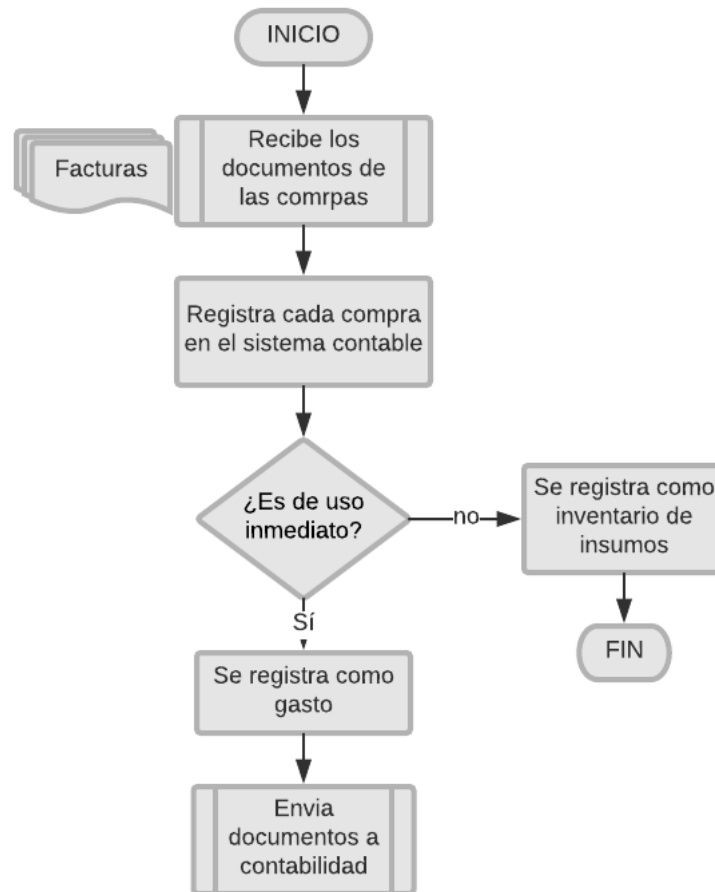 INICIO
Facturas
Recibe los
documentos de
las comrpas
Registra cada compra
en el sistema contable
¿Es de uso
inmediato?
no
Se registra como
inventario de
insumos
FIN
Sí
Se registra como
gasto
Envia
documentos a
contabilidad